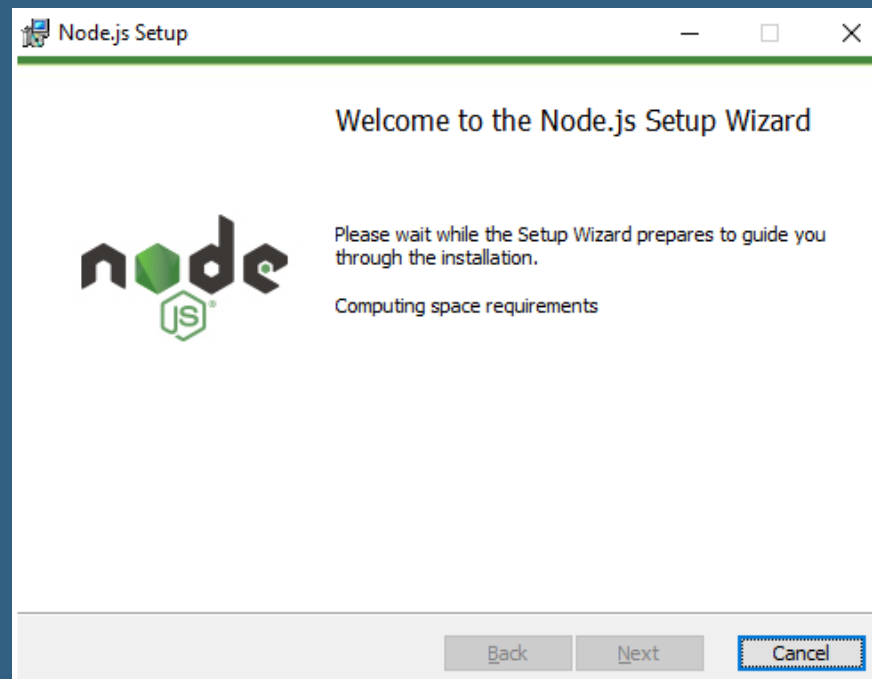 Node.js Setup
Welcome to the Node.js Setup Wizard
node
JS®
Please wait while the Setup Wizard prepares to guide you
through the installation.
Computing space requirements
Back
Next
Cancel